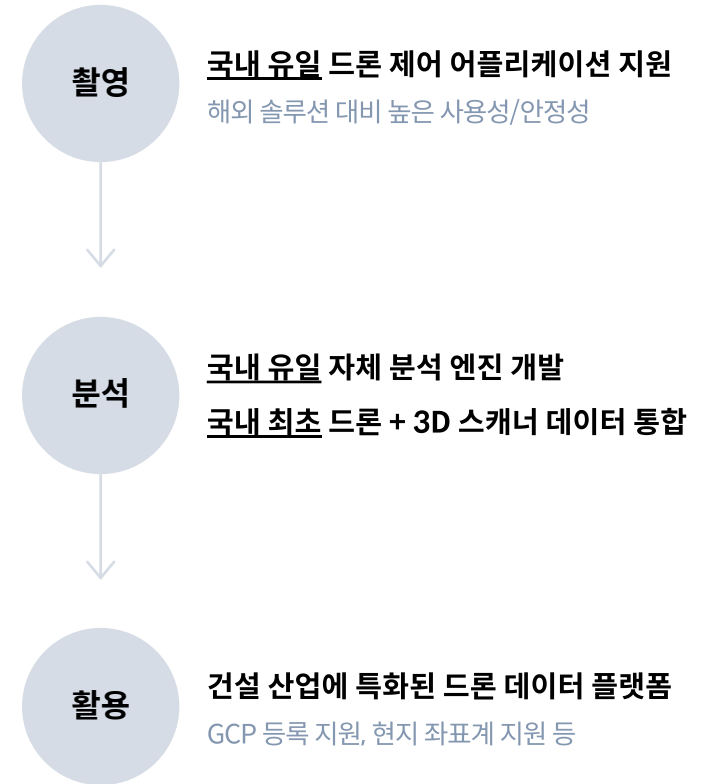 촬영
국내 유일 드론 제어 어플리케이션 지원
해외 솔루션 대비 높은 사용성/안정성
분석
국내 유일 자체 분석 엔진 개발
국내 최초 드론 + 3D 스캐너 데이터 통합
활용
건설 산업에 특화된 드론 데이터 플랫폼
GCP 등록 지원, 현지 좌표계 지원 등